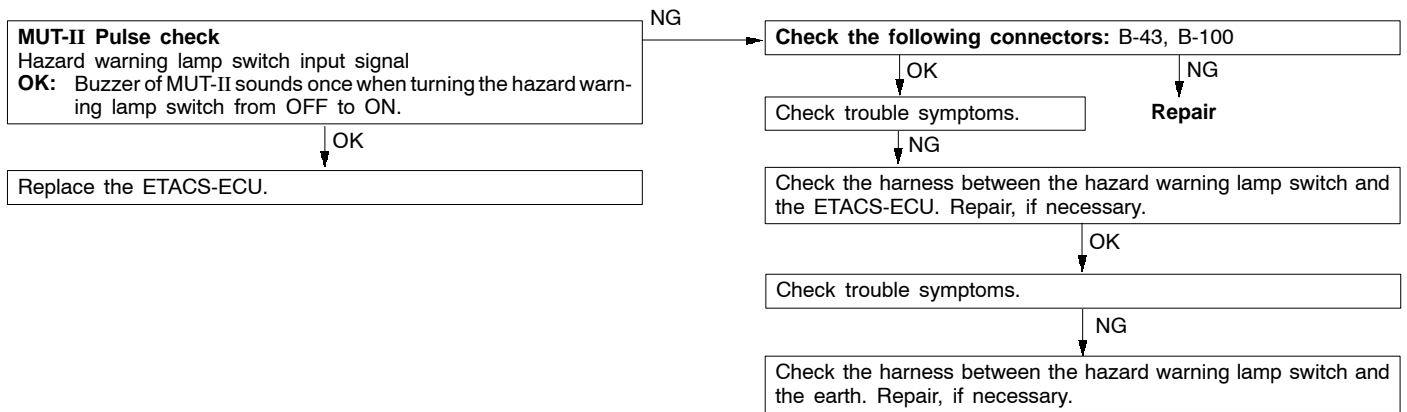 MUT-II Pulse check
Hazard warning lamp switch input signal
OK: Buzzer of MUT-II sounds once when turning the hazard warn-
ing lamp switch from OFF to ON.
OK
Replace the ETACS-ECU.
NG
Check the following connectors: B-43, B-100
OK
NG
Check trouble symptoms.
Repair
NG
Check the harness between the hazard warning lamp switch and
the ETACS-ECU. Repair, if necessary.
OK
Check trouble symptoms.
NG
Check the harness between the hazard warning lamp switch and
the earth. Repair, if necessary.